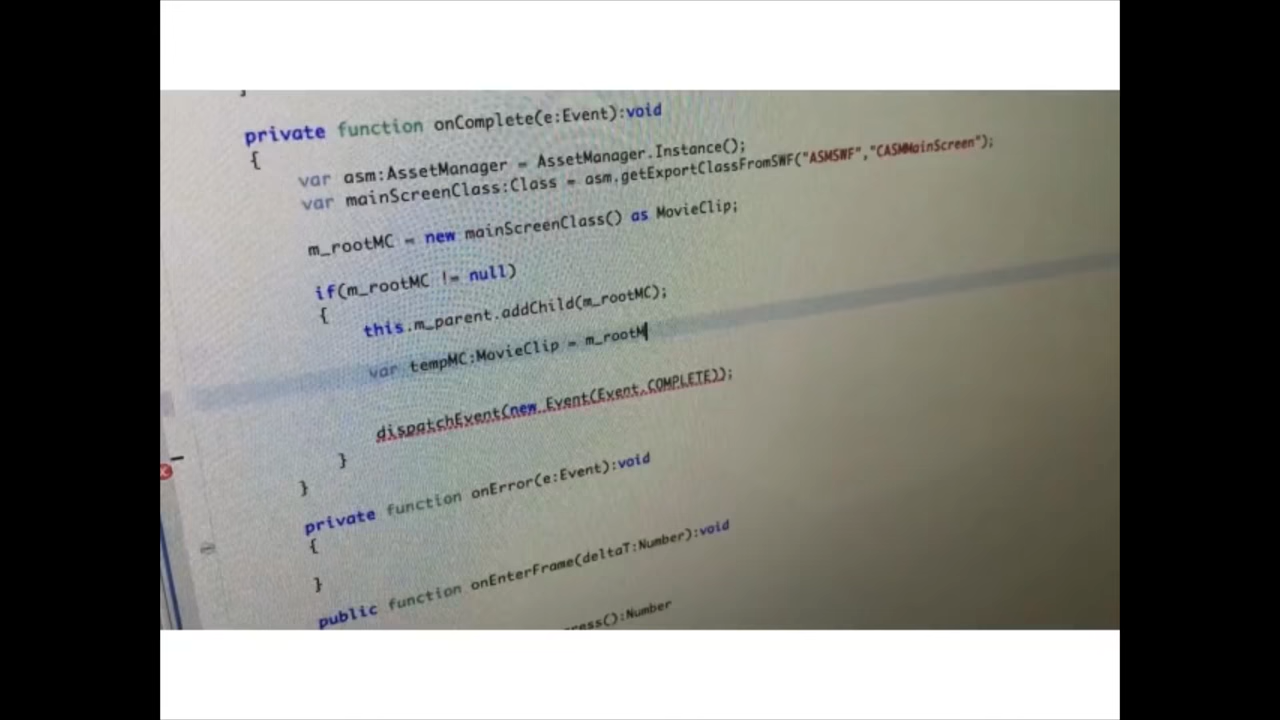 }
private function onComplete(e:Event):void
{
var asm:AssetManager = AssetManager.Instance();
var mainScreenClass:Class = asm.getExportClassFromSWF("ASMSWF","CASMMainScreen");
m_rootMC = new mainScreenClass() as MovieClip;
if(m_rootMC != null)
{
this.m_parent.addChild(m_rootMC);
var tempMC:MovieClip = m_rootM
dispatchEvent(new Event(Event.COMPLETE));
}
}
private function onError(e:Event):void
{
}
public function onEnterFrame(deltaT:Number):void
ress():Number